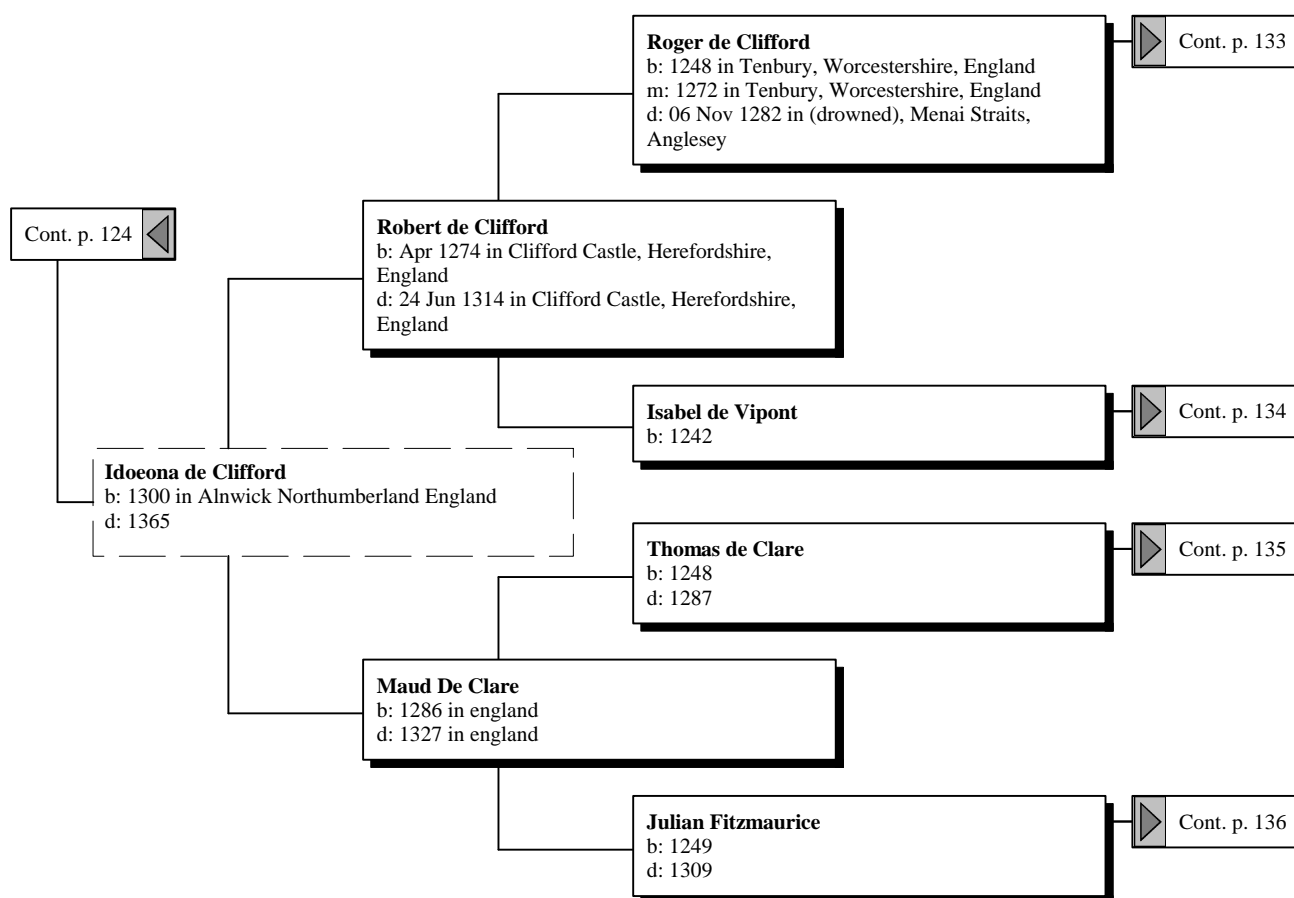 Roger de Clifford
b: 1248 in Tenbury, Worcestershire, England
m: 1272 in Tenbury, Worcestershire, England
d: 06 Nov 1282 in (drowned), Menai Straits,
Anglesey
Cont. p. 133
Cont. p. 124
Robert de Clifford
b: Apr 1274 in Clifford Castle, Herefordshire,
England
d: 24 Jun 1314 in Clifford Castle, Herefordshire,
England
Isabel de Vipont
b: 1242
Cont. p. 134
Idoeona de Clifford
b: 1300 in Alnwick Northumberland England
d: 1365
Thomas de Clare
b: 1248
d: 1287
Cont. p. 135
Maud De Clare
b: 1286 in england
d: 1327 in england
Julian Fitzmaurice
b: 1249
d: 1309
Cont. p. 136